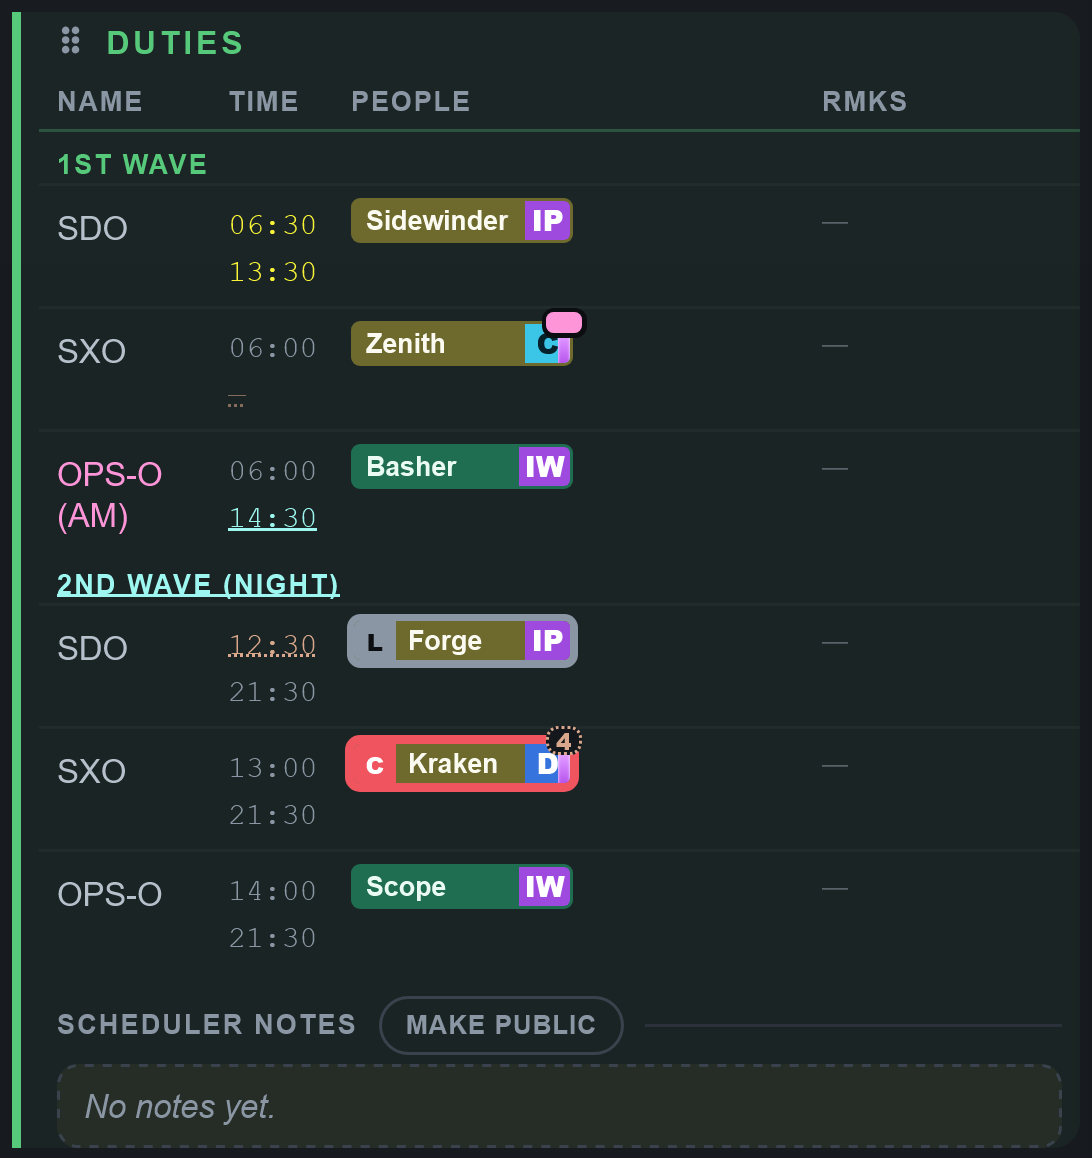 DUTIES
NAME TIME PEOPLE RMKS
1ST WAVE
SDO 06:30 Sidewinder IP —
13:30
SXO 06:00 Zenith C —
—
OPS-O 06:00 Basher IW —
(AM) 14:30
2ND WAVE (NIGHT)
SDO 12:30 L Forge IP —
21:30
4
SXO 13:00 C Kraken D —
21:30
OPS-O 14:00 Scope IW —
21:30
SCHEDULER NOTES MAKE PUBLIC
No notes yet.